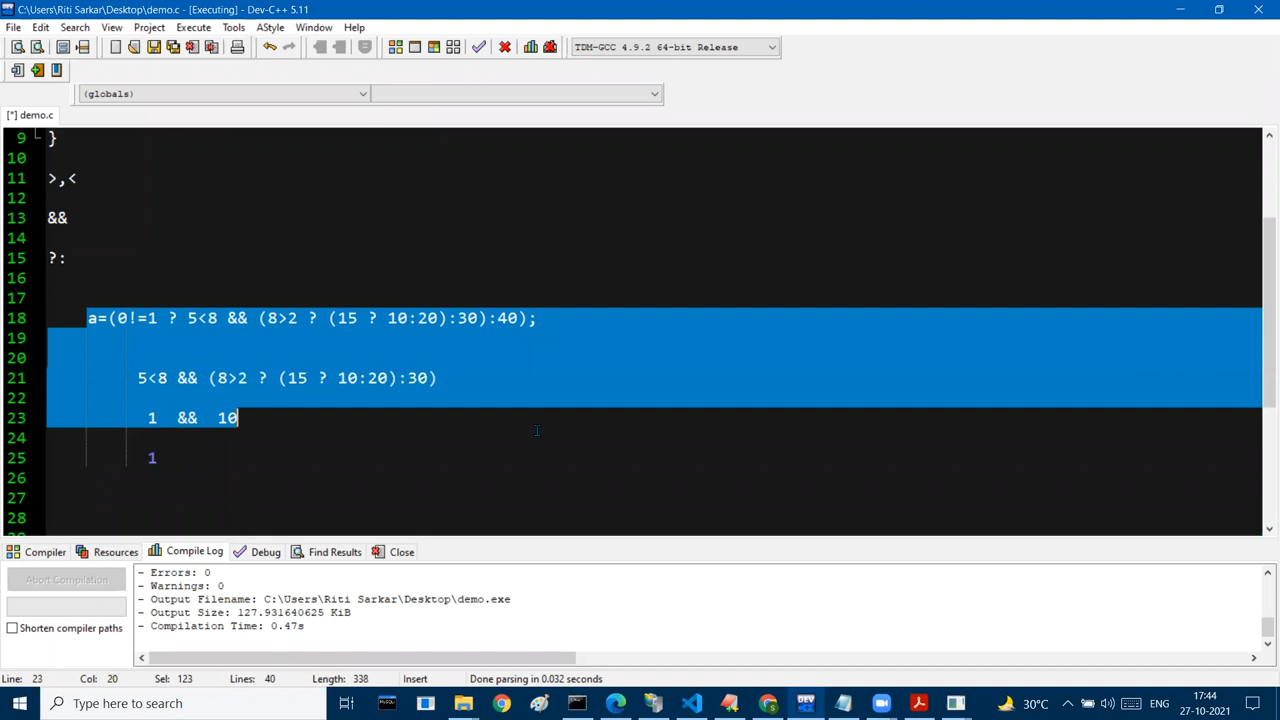 C:\Users\Riti Sarkar\Desktop\demo.c - [Executing] - Dev-C++ 5.11
File Edit Search View Project Execute Tools AStyle Window Help
TDM-GCC 4.9.2 64-bit Release
(globals)
[*] demo.c
9 }
10
11 >,<
12
13 &&
14
15 ?:
16
17
18 a=(0!=1 ? 5<8 && (8>2 ? (15 ? 10:20):30):40);
19
20
21 5<8 && (8>2 ? (15 ? 10:20):30)
22
23 1 && 10
24
25 1
26
27
28
Compiler Resources Compile Log Debug Find Results Close
Abort Compilation
Shorten compiler paths
- Errors: 0
- Warnings: 0
- Output Filename: C:\Users\Riti Sarkar\Desktop\demo.exe
- Output Size: 127.931640625 KiB
- Compilation Time: 0.47s
Line: 23 Col: 20 Sel: 123 Lines: 40 Length: 338 Insert Done parsing in 0.032 seconds
Type here to search
DEV
30°C
ENG
17:44
27-10-2021